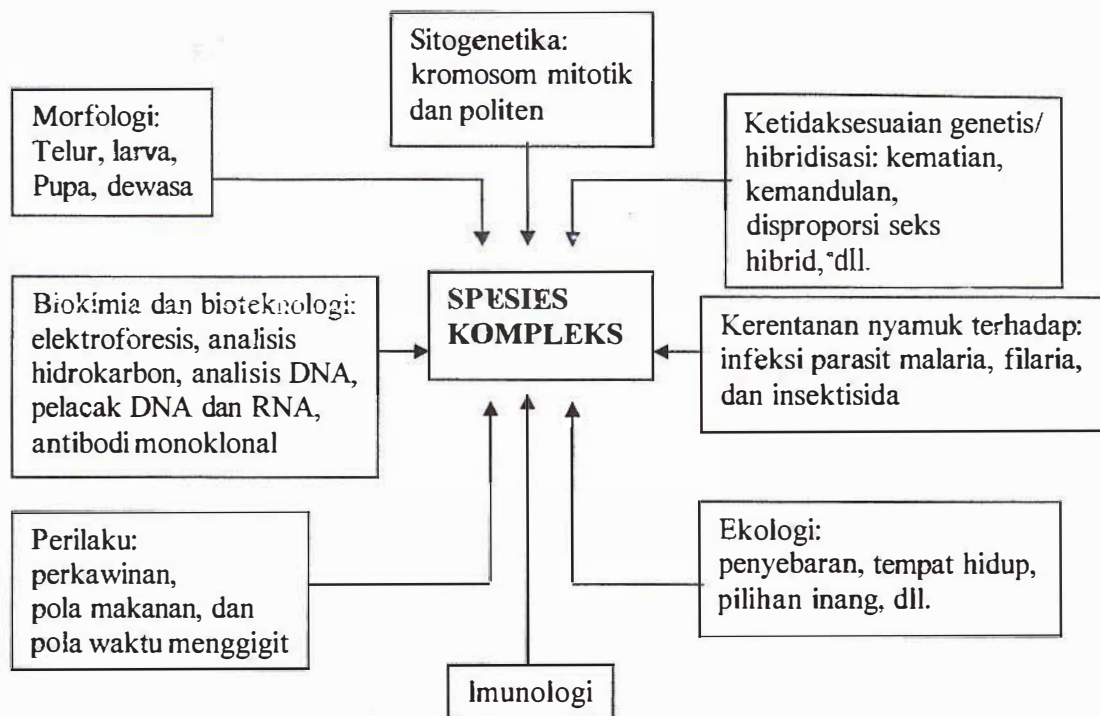 Sitogenetika:
kromosom mitotik
dan politen
Morfologi:
Telur, larva,
Pupa, dewasa
Ketidaksesuaian genetis/
hibridisasi: kematian,
kemandulan,
disproporsi seks
hibrid, dll.
Biokimia dan bioteknologi:
elektroforesis, analisis
hidrokarbon, analisis DNA,
pelacak DNA dan RNA,
antibodi monoklonal
SPESIES
KOMPLEKS
Kerentanan nyamuk terhadap:
infeksi parasit malaria, filaria,
dan insektisida
Perilaku:
perkawinan,
pola makanan, dan
pola waktu menggigit
Ekologi:
penyebaran, tempat hidup,
pilihan inang, dll.
Imunologi